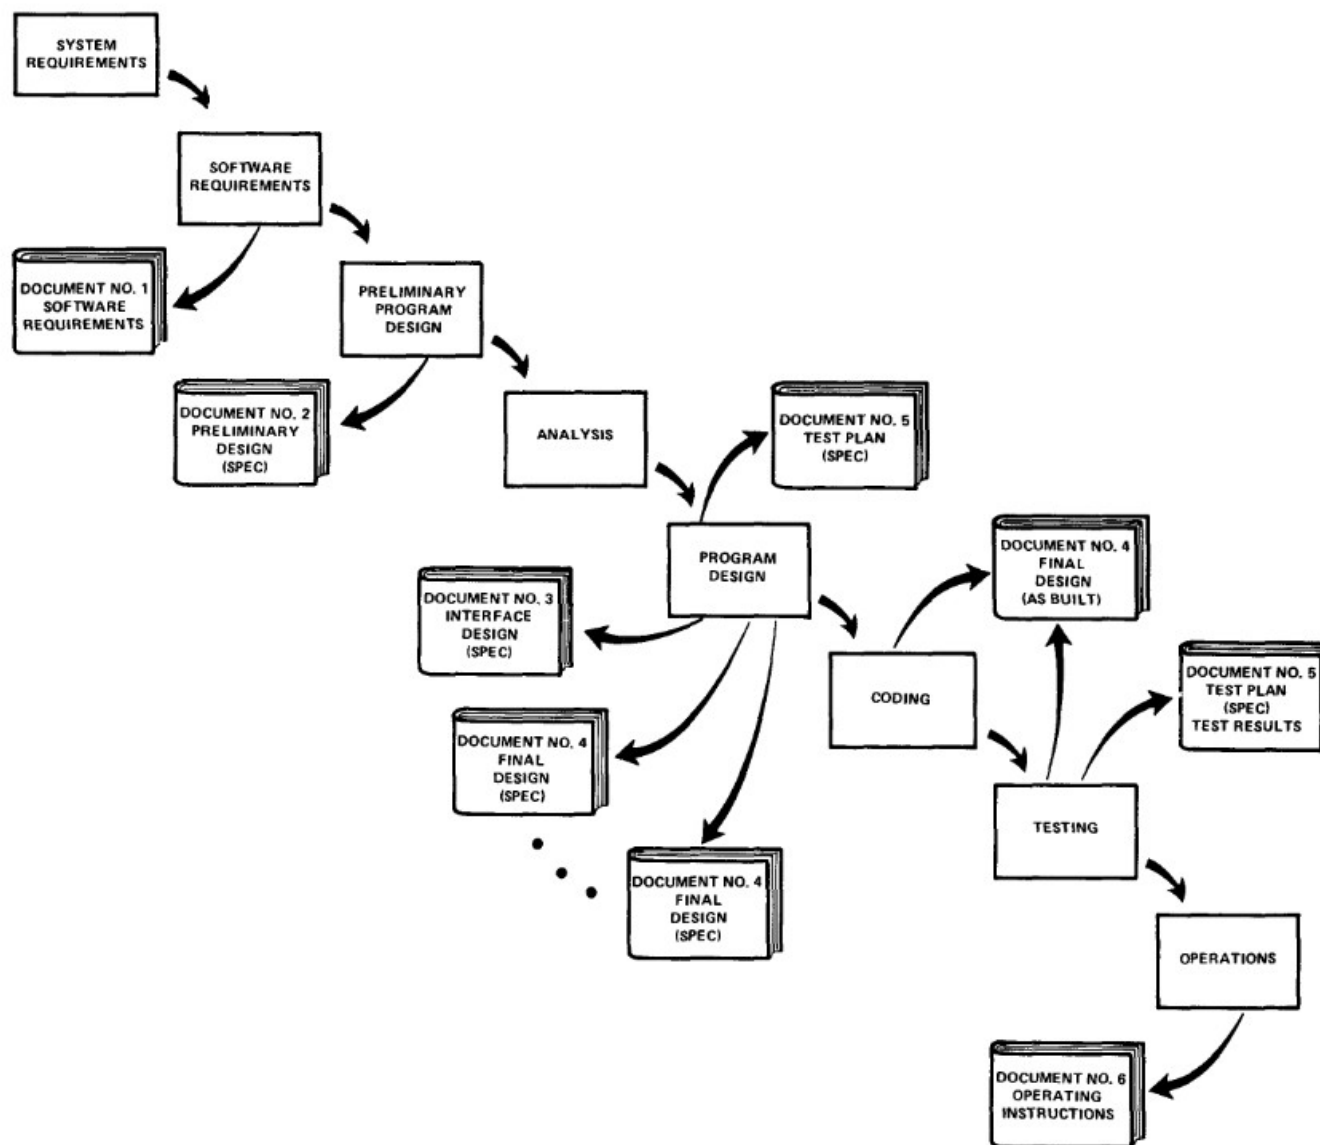 SYSTEM
REQUIREMENTS
SOFTWARE
REQUIREMENTS
DOCUMENT NO. 1
SOFTWARE
REQUIREMENTS
PRELIMINARY
PROGRAM
DESIGN
DOCUMENT NO. 2
PRELIMINARY
DESIGN
(SPEC)
ANALYSIS
DOCUMENT NO. 5
TEST PLAN
(SPEC)
PROGRAM
DESIGN
DOCUMENT NO. 3
INTERFACE
DESIGN
(SPEC)
DOCUMENT NO. 4
FINAL
DESIGN
(SPEC)
DOCUMENT NO. 4
FINAL
DESIGN
(SPEC)
CODING
DOCUMENT NO. 4
FINAL
DESIGN
(AS BUILT)
DOCUMENT NO. 5
TEST PLAN
(SPEC)
TEST RESULTS
TESTING
OPERATIONS
DOCUMENT NO. 6
OPERATING
INSTRUCTIONS